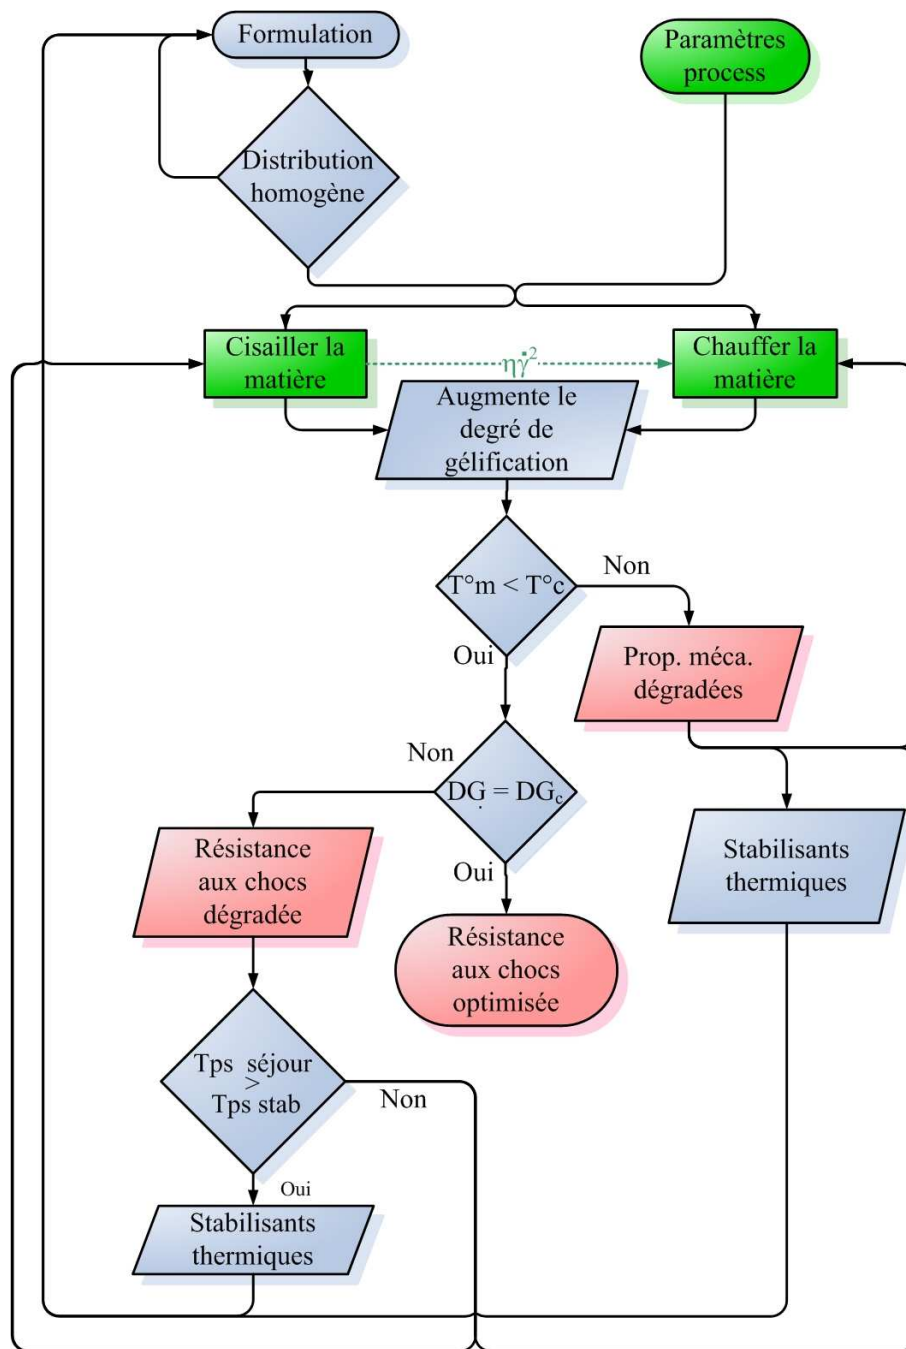 Formulation
Paramètres
process
Distribution
homogène
Cisailler la
matière
ηγ̇²
Chauffer la
matière
Augmente le
degré de
gélification
T°m < T°c
Non
Oui
Prop. méca.
dégradées
Non
DG = DGc
Oui
Résistance
aux chocs
dégradée
Stabilisants
thermiques
Résistance
aux chocs
optimisée
Tps séjour
>
Tps stab
Non
Oui
Stabilisants
thermiques